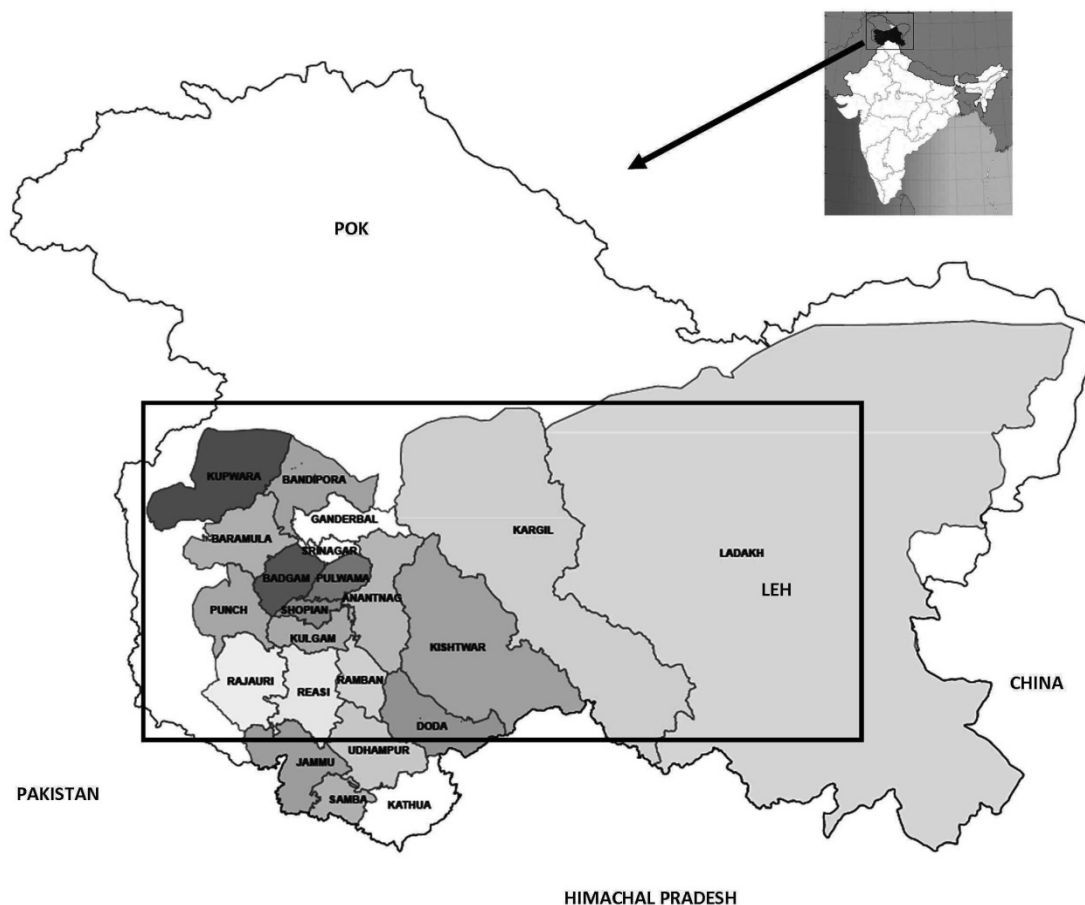 POK
KUPWARA
BANDIPORA
GANDERBAL
BARAMULA
KARGIL
SRINAGAR
LADAKH
BADGAM
PULWAMA
LEH
ANANTNAG
PUNCH
SHOPIAN
KULGAM
KISHTWAR
RAJAURI
RAMBAN
REASI
CHINA
DODA
UDHAMPUR
JAMMU
PAKISTAN
SAMBA
KATHUA
HIMACHAL PRADESH